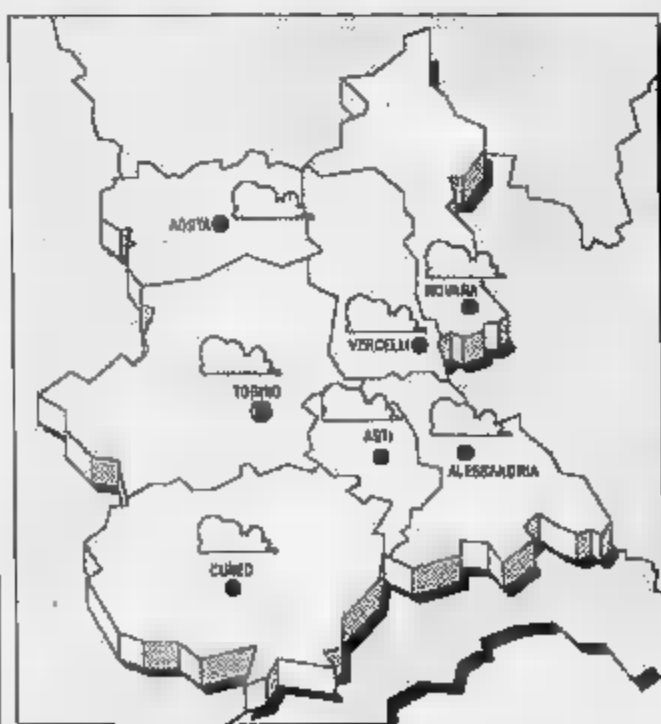 AOSTA
NOVARA
VERCELLI
TORINO
ASTI
ALESSANDRIA
CUNEO